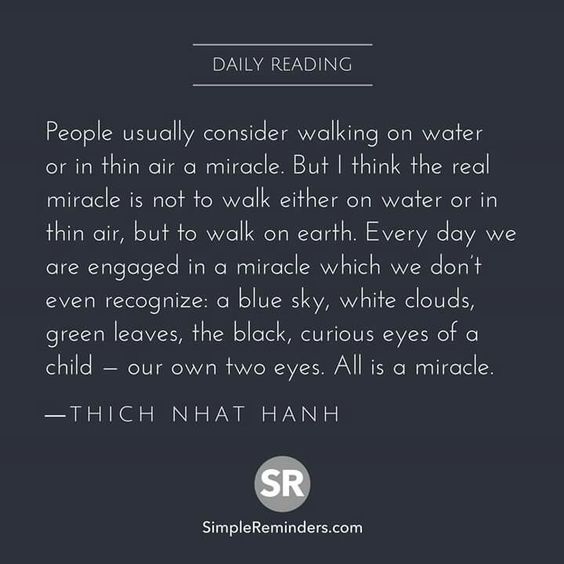 DAILY READING
People usually consider walking on water
or in thin air a miracle. But I think the real
miracle is not to walk either on water or in
thin air, but to walk on earth. Every day we
are engaged in a miracle which we don't
even recognize: a blue sky, white clouds,
green leaves, the black, curious eyes of a
child – our own two eyes. All is a miracle.
—THICH NHAT HANH
SR
SimpleReminders.com